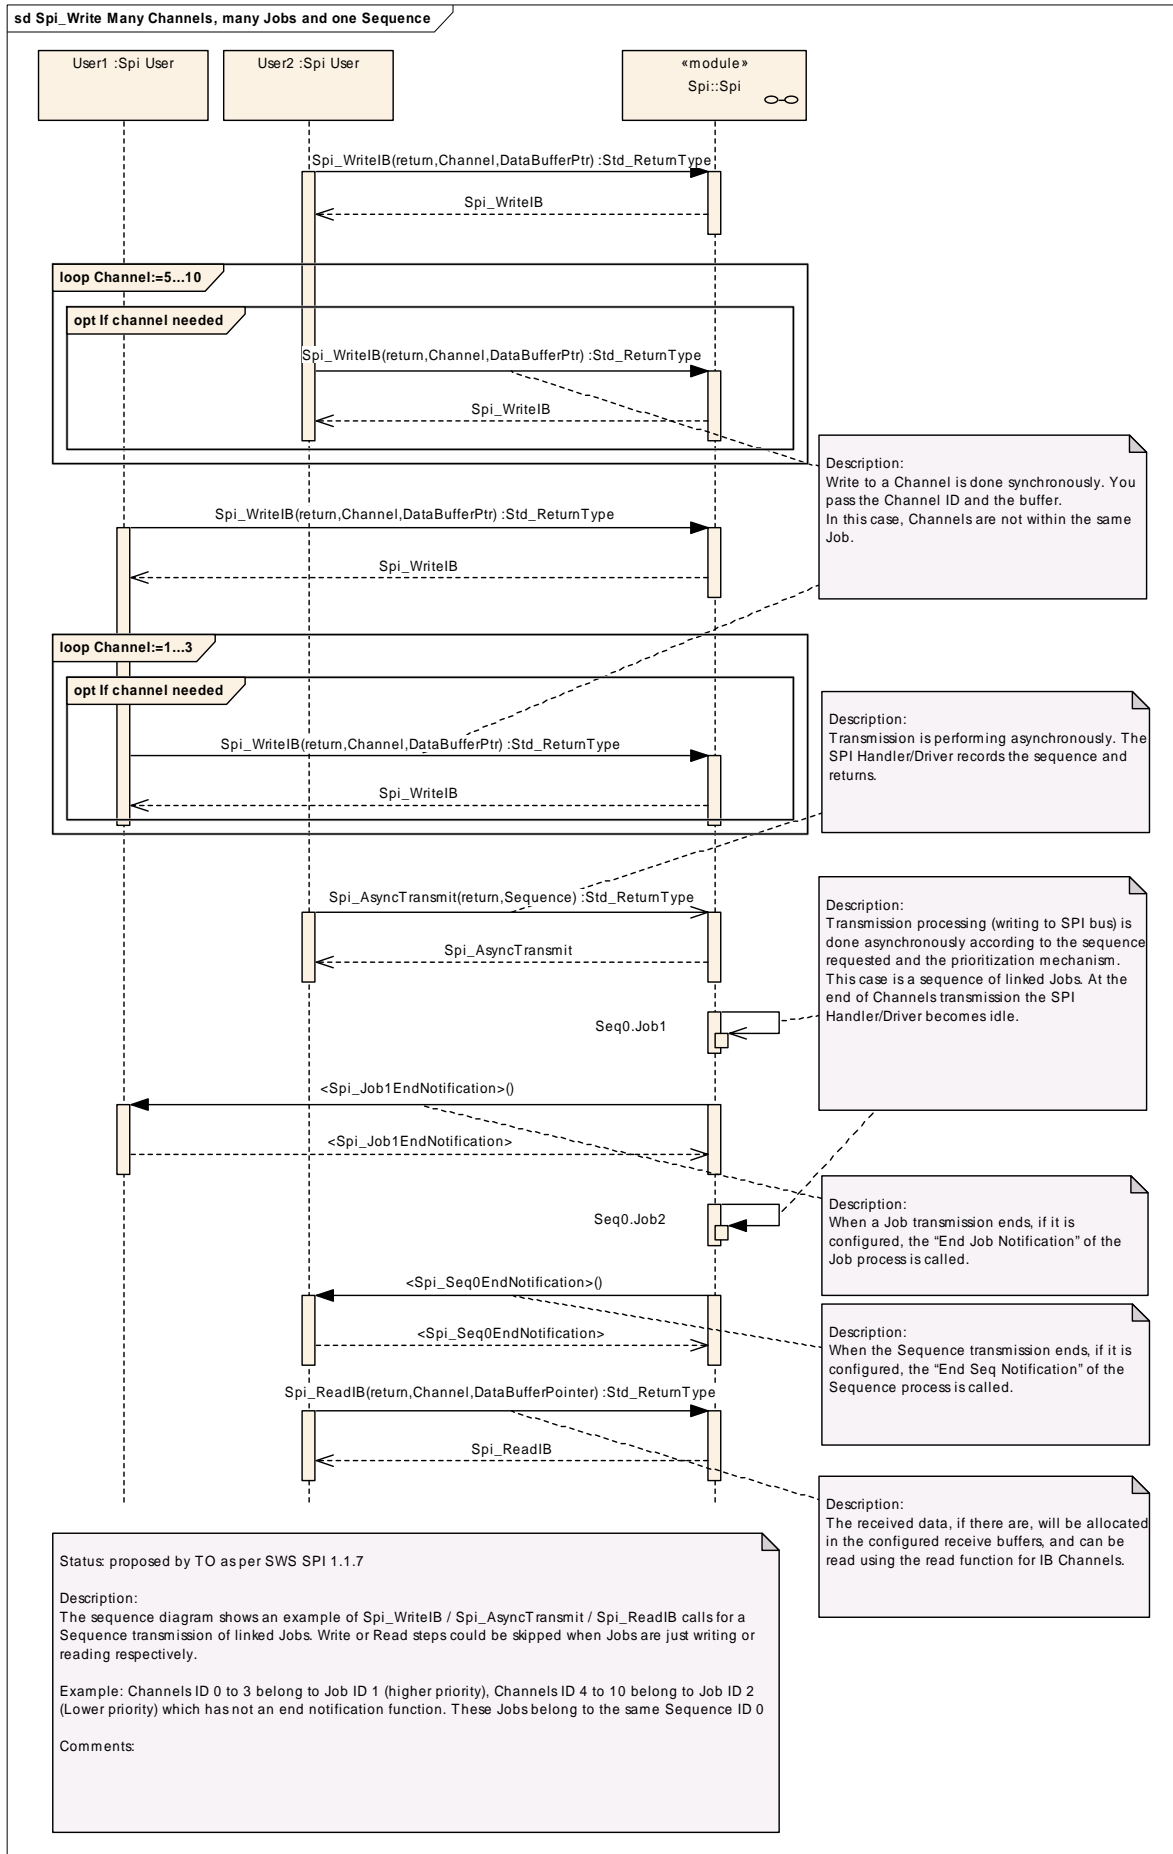 sd Spi_Write Many Channels, many Jobs and one Sequence
User1 :Spi User
User2 :Spi User
«module»
Spi::Spi
Spi_WriteIB(return,Channel,DataBufferPtr) :Std_ReturnType
Spi_WriteIB
loop Channel:=5...10
opt If channel needed
Spi_WriteIB(return,Channel,DataBufferPtr) :Std_ReturnType
Spi_WriteIB
Description:
Write to a Channel is done synchronously. You
pass the Channel ID and the buffer.
In this case, Channels are not within the same
Job.
Spi_WriteIB(return,Channel,DataBufferPtr) :Std_ReturnType
Spi_WriteIB
loop Channel:=1...3
opt If channel needed
Spi_WriteIB(return,Channel,DataBufferPtr) :Std_ReturnType
Spi_WriteIB
Description:
Transmission is performing asynchronously. The
SPI Handler/Driver records the sequence and
returns.
Spi_AsyncTransmit(return,Sequence) :Std_ReturnType
Spi_AsyncTransmit
Description:
Transmission processing (writing to SPI bus) is
done asynchronously according to the sequence
requested and the prioritization mechanism.
This case is a sequence of linked Jobs. At the
end of Channels transmission the SPI
Handler/Driver becomes idle.
Seq0.Job1
<Spi_Job1EndNotification>()
<Spi_Job1EndNotification>
Seq0.Job2
Description:
When a Job transmission ends, if it is
configured, the “End Job Notification” of the
Job process is called.
<Spi_Seq0EndNotification>()
<Spi_Seq0EndNotification>
Description:
When the Sequence transmission ends, if it is
configured, the “End Seq Notification” of the
Sequence process is called.
Spi_ReadIB(return,Channel,DataBufferPointer) :Std_ReturnType
Spi_ReadIB
Description:
The received data, if there are, will be allocated
in the configured receive buffers, and can be
read using the read function for IB Channels.
Status: proposed by TO as per SWS SPI 1.1.7
Description:
The sequence diagram shows an example of Spi_WriteIB / Spi_AsyncTransmit / Spi_ReadIB calls for a
Sequence transmission of linked Jobs. Write or Read steps could be skipped when Jobs are just writing or
reading respectively.
Example: Channels ID 0 to 3 belong to Job ID 1 (higher priority), Channels ID 4 to 10 belong to Job ID 2
(Lower priority) which has not an end notification function. These Jobs belong to the same Sequence ID 0
Comments: